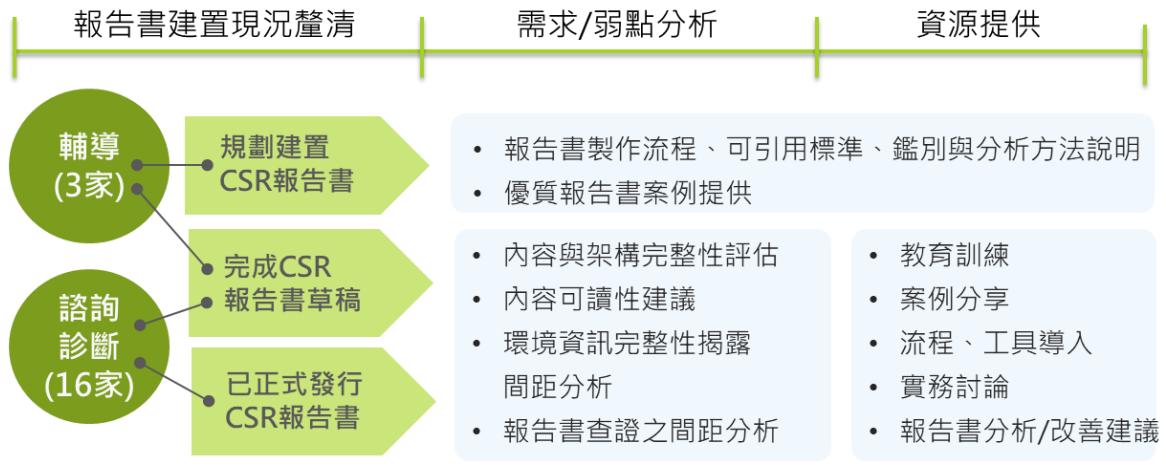 報告書建置現況釐清
需求/弱點分析
資源提供
輔導
(3家)
規劃建置
CSR報告書
• 報告書製作流程、可引用標準、鑑別與分析方法說明
• 優質報告書案例提供
完成CSR
報告書草稿
諮詢
診斷
(16家)
已正式發行
CSR報告書
• 內容與架構完整性評估
• 內容可讀性建議
• 環境資訊完整性揭露
間距分析
• 報告書查證之間距分析
• 教育訓練
• 案例分享
• 流程、工具導入
• 實務討論
• 報告書分析/改善建議